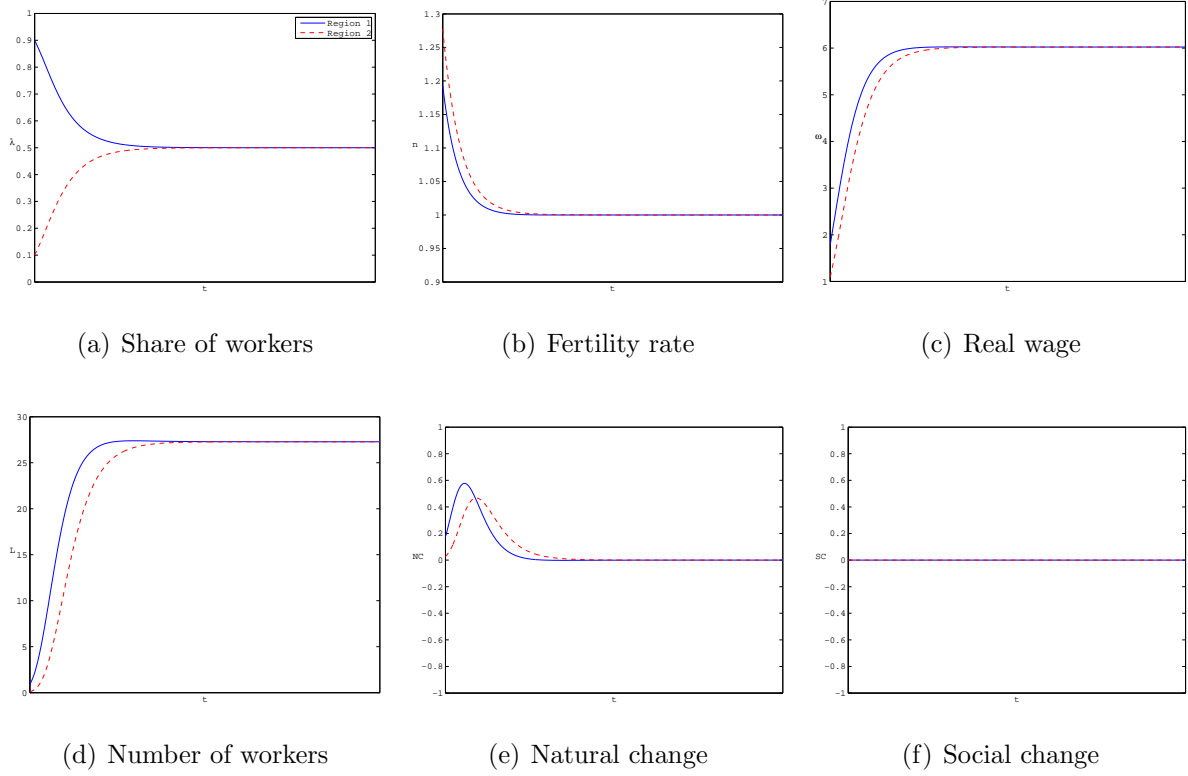 1
0.9
0.8
0.7
0.6
λ
0.5
0.4
0.3
0.2
0.1
0
t
Region 1
Region 2
(a) Share of workers
1.3
1.25
1.2
1.15
n
1.1
1.05
1
0.95
0.9
t
(b) Fertility rate
7
6
5
ω
4
3
2
1
t
(c) Real wage
30
25
20
L
15
10
5
0
t
(d) Number of workers
1
0.8
0.6
0.4
0.2
NC
0
−0.2
−0.4
−0.6
−0.8
−1
t
(e) Natural change
1
0.8
0.6
0.4
0.2
SC
0
−0.2
−0.4
−0.6
−0.8
−1
t
(f) Social change